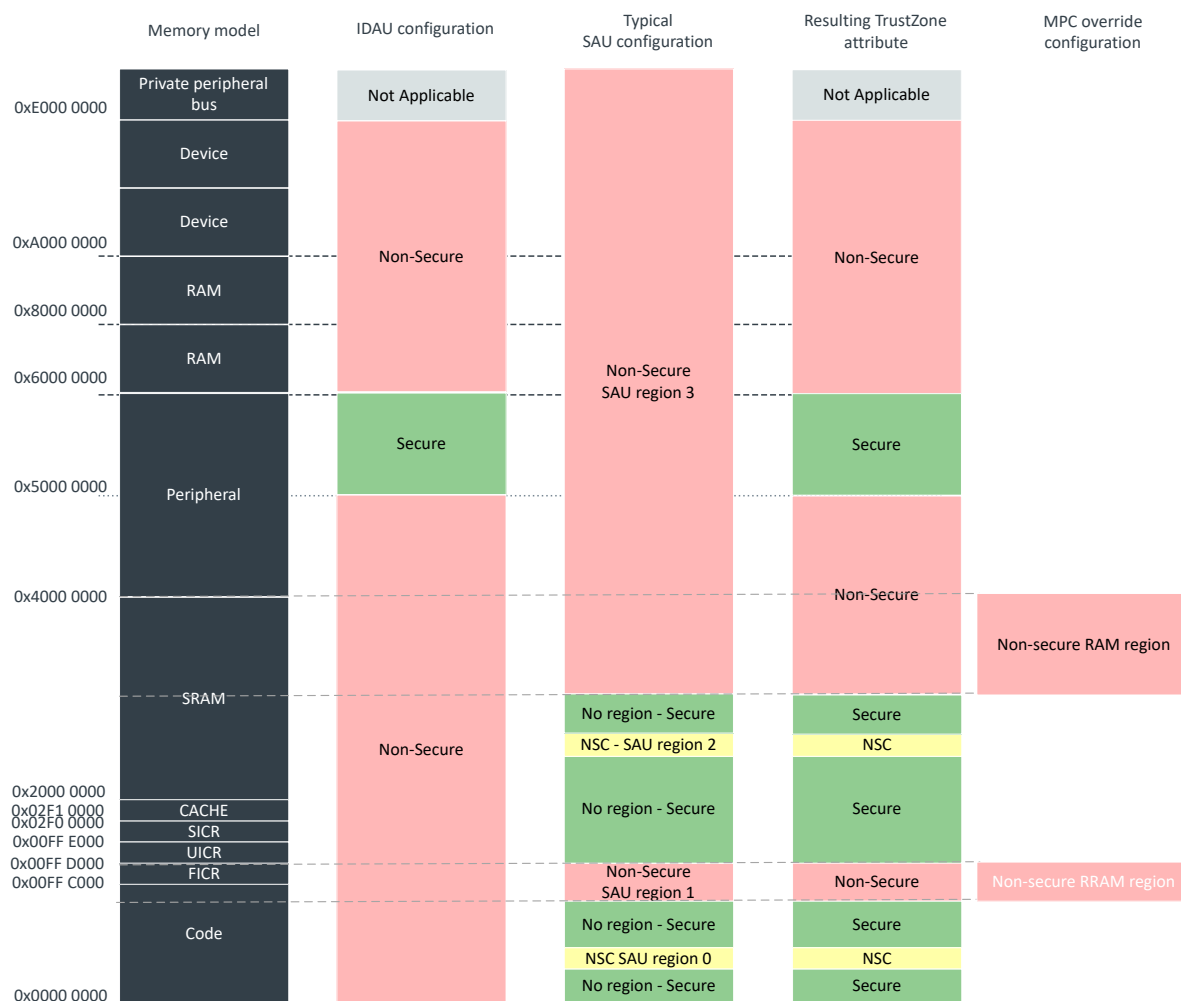 Memory model
IDAU configuration
Typical
SAU configuration
Resulting TrustZone
attribute
MPC override
configuration
Private peripheral
bus
Not Applicable
Not Applicable
0xE000 0000
Device
Device
0xA000 0000
Non-Secure
Non-Secure
RAM
0x8000 0000
RAM
0x6000 0000
Non-Secure
SAU region 3
Secure
Secure
0x5000 0000
Peripheral
0x4000 0000
Non-Secure
Non-secure RAM region
SRAM
No region - Secure
Secure
Non-Secure
NSC - SAU region 2
NSC
0x2000 0000
0x02F1 0000
CACHE
No region - Secure
Secure
0x02F0 0000
SICR
0x00FF E000
UICR
0x00FF D000
FICR
0x00FF C000
Non-Secure
SAU region 1
Non-Secure
Non-secure RRAM region
Code
No region - Secure
Secure
NSC SAU region 0
NSC
No region - Secure
Secure
0x0000 0000